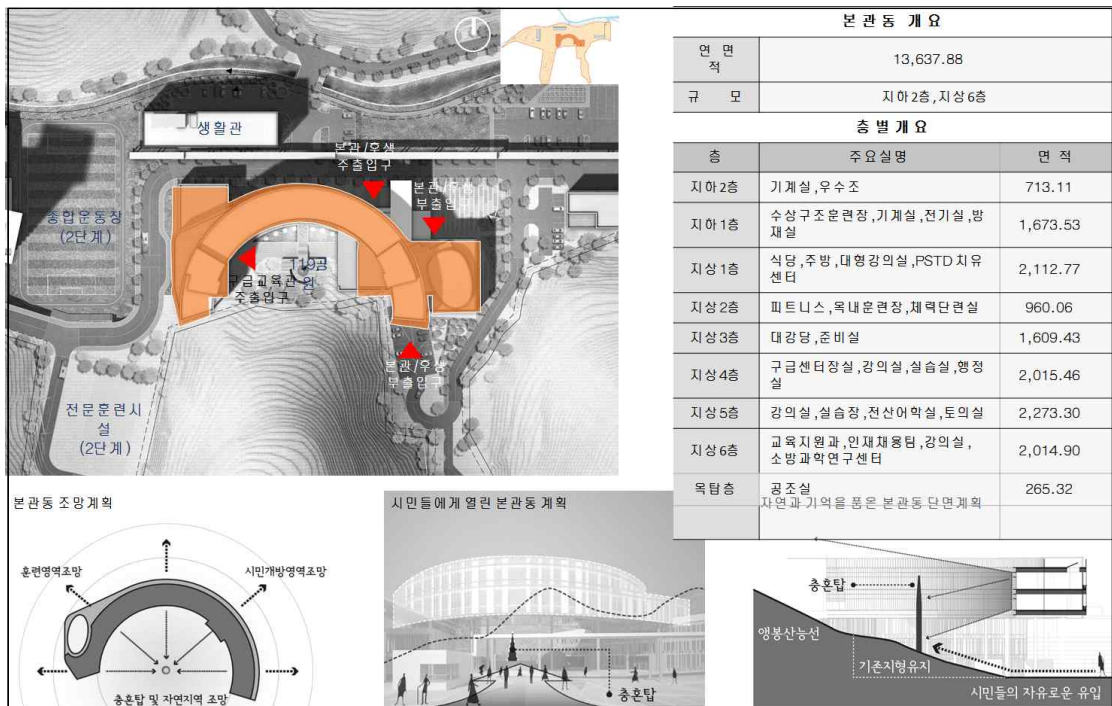 본관동 개요
연 면
적
13,637.88
규 모
지하2층,지상6층
층별개요
층
주요실명
면 적
지하2층
기계실,우수조
713.11
지하1층
수상구조훈련장,기계실,전기실,방
재실
1,673.53
지상1층
식당,주방,대형강의실,PSTD치유
센터
2,112.77
지상2층
피트니스,옥내훈련장,체력단련실
960.06
지상3층
대강당,준비실
1,609.43
지상4층
구급센터장실,강의실,실습실,행정
실
2,015.46
지상5층
강의실,실습장,전산어학실,토의실
2,273.30
지상6층
교육지원과,인재채용팀,강의실,
소방과학연구센터
2,014.90
옥탑층
공조실
265.32
자연과 기억을 품은 본관동 단면계획
생활관
본관/후생
주출입구
본관/후생
부출입구
종합운동장
(2단계)
119공
원
구급교육관
주출입구
본관/후생
부출입구
전문훈련시
설
(2단계)
본관동 조망계획
훈련영역조망
시민개방영역조망
충혼탑 및 자연지역 조망
시민들에게 열린 본관동 계획
충혼탑
충혼탑
앵봉산능선
기존지형유지
시민들의 자유로운 유입